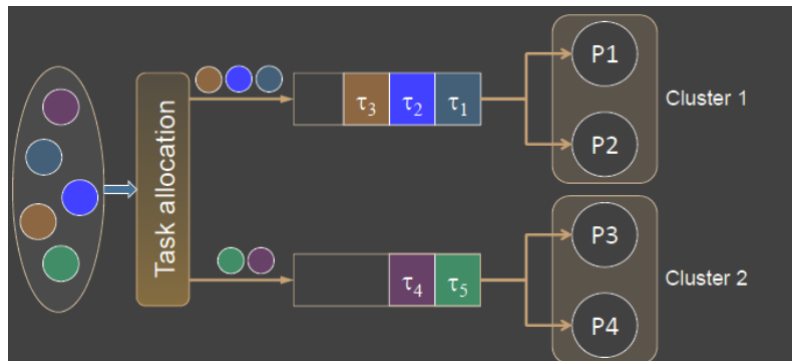 Task allocation
τ3 τ2 τ1
P1
P2
Cluster 1
τ4 τ5
P3
P4
Cluster 2